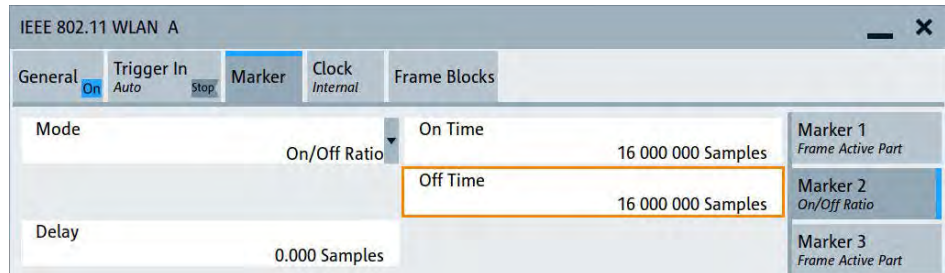 IEEE 802.11 WLAN A
General On
Trigger In
Auto Stop
Marker
Clock
Internal
Frame Blocks
Mode
On/Off Ratio
On Time
16 000 000 Samples
Off Time
16 000 000 Samples
Delay
0.000 Samples
Marker 1
Frame Active Part
Marker 2
On/Off Ratio
Marker 3
Frame Active Part